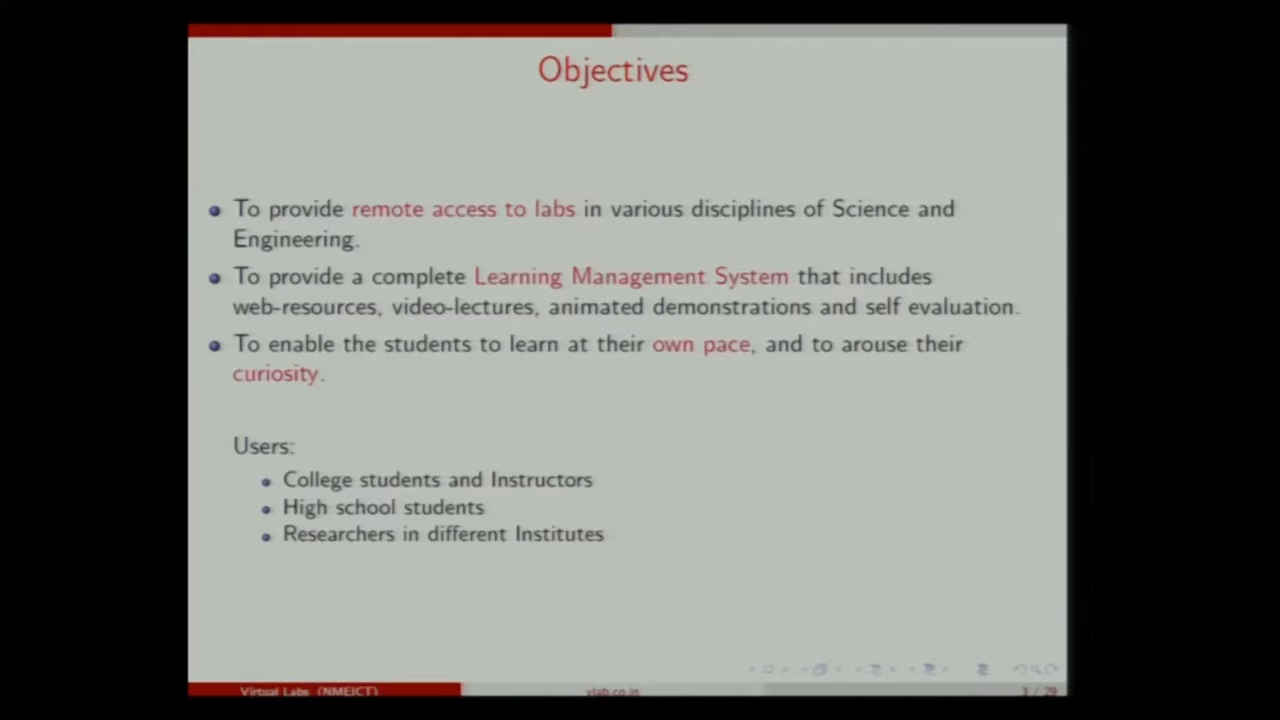 Objectives
To provide remote access to labs in various disciplines of Science and
Engineering.
To provide a complete Learning Management System that includes
web-resources, video-lectures, animated demonstrations and self evaluation.
To enable the students to learn at their own pace, and to arouse their
curiosity.
Users:
College students and Instructors
High school students
Researchers in different Institutes
Virtual Labs (NMEICT)
vlab.co.in
3 / 29